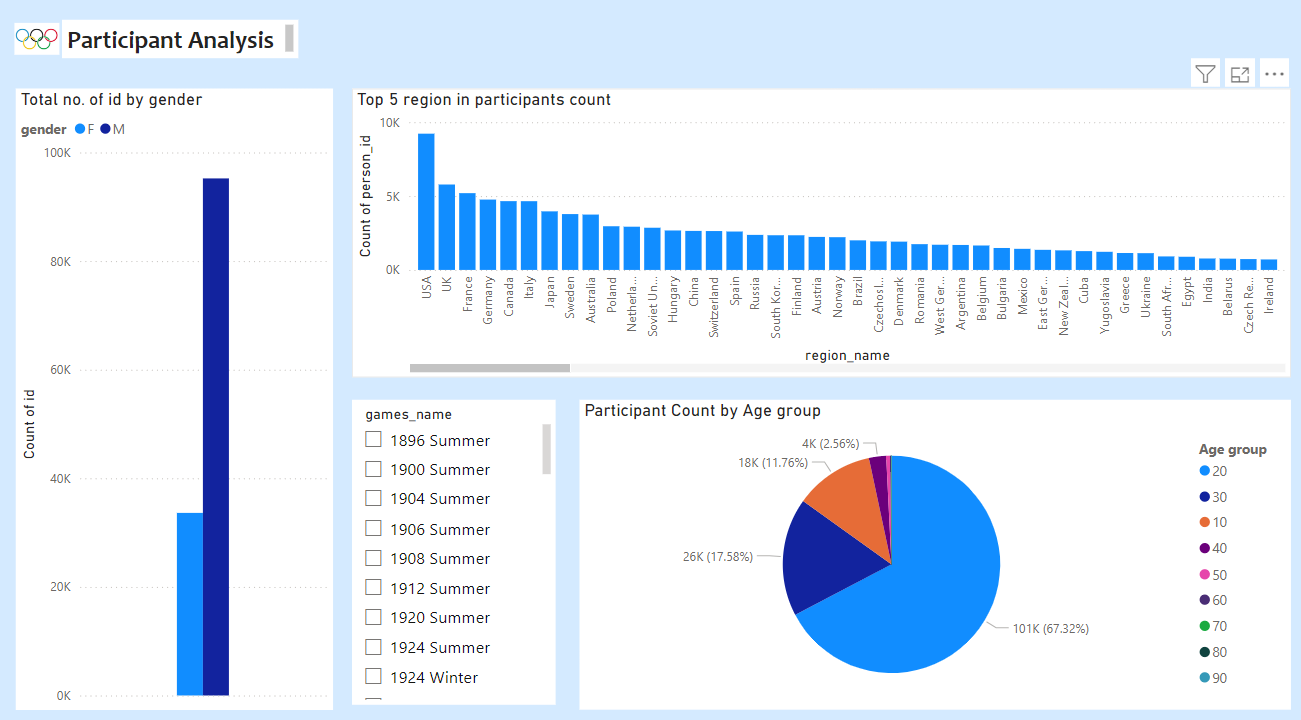 Participant Analysis
Total no. of id by gender
gender F M
100K
80K
60K
40K
20K
0K
Count of id
Top 5 region in participants count
10K
5K
0K
Count of person_id
USA
UK
France
Germany
Canada
Italy
Japan
Sweden
Australia
Poland
Netherla...
Soviet Un...
Hungary
China
Switzerland
Spain
Russia
South Kor...
Finland
Austria
Norway
Brazil
Czechosl...
Denmark
Romania
West Ger...
Argentina
Belgium
Bulgaria
Mexico
East Ger...
New Zeal...
Cuba
Yugoslavia
Greece
Ukraine
South Afr...
Egypt
India
Belarus
Czech Re...
Ireland
region_name
games_name
1896 Summer
1900 Summer
1904 Summer
1906 Summer
1908 Summer
1912 Summer
1920 Summer
1924 Summer
1924 Winter
Participant Count by Age group
4K (2.56%)
18K (11.76%)
26K (17.58%)
101K (67.32%)
Age group
20
30
10
40
50
60
70
80
90